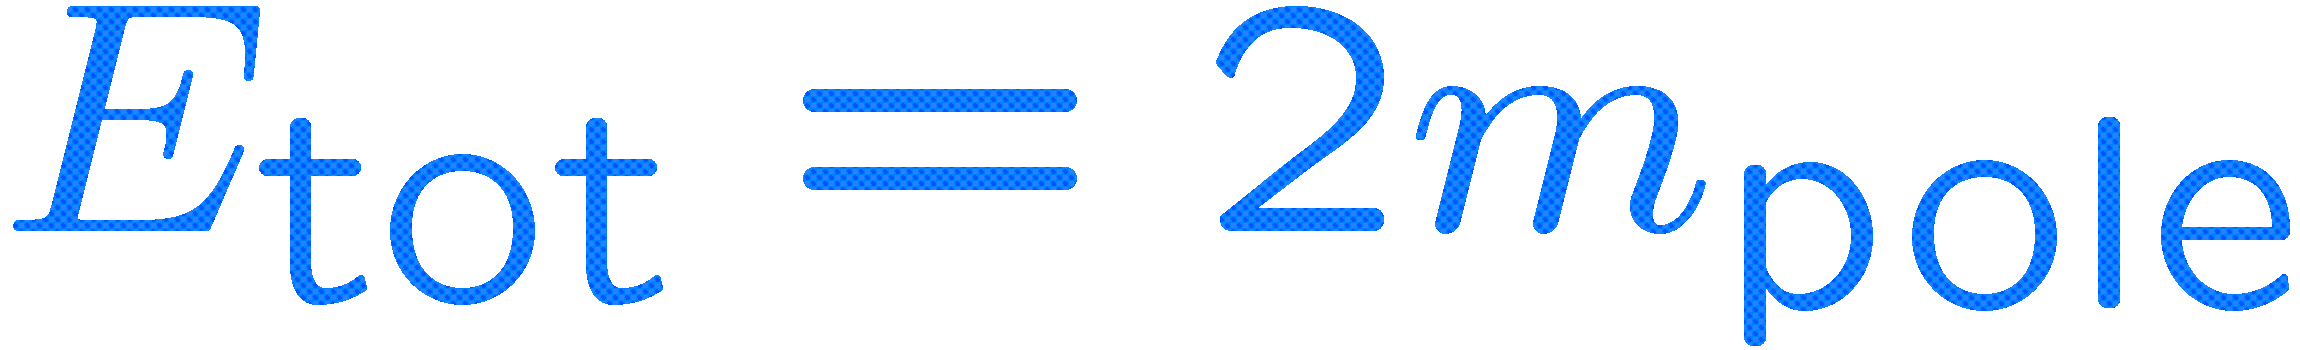 E_tot = 2m_pole